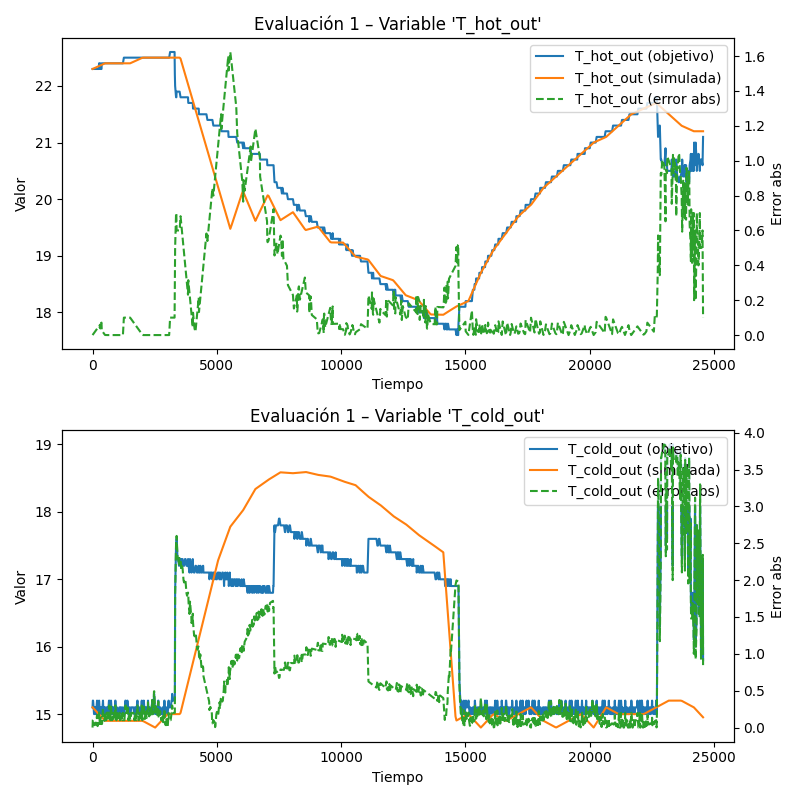 Evaluación 1 – Variable 'T_hot_out'
T_hot_out (objetivo)
T_hot_out (simulada)
T_hot_out (error abs)
Valor
22
21
20
19
18
1.6
1.4
1.2
1.0
0.8
0.6
0.4
0.2
0.0
Error abs
0
5000
10000
15000
20000
25000
Tiempo
Evaluación 1 – Variable 'T_cold_out'
T_cold_out (objetivo)
T_cold_out (simulada)
T_cold_out (error abs)
Valor
19
18
17
16
15
4.0
3.5
3.0
2.5
2.0
1.5
1.0
0.5
0.0
Error abs
0
5000
10000
15000
20000
25000
Tiempo